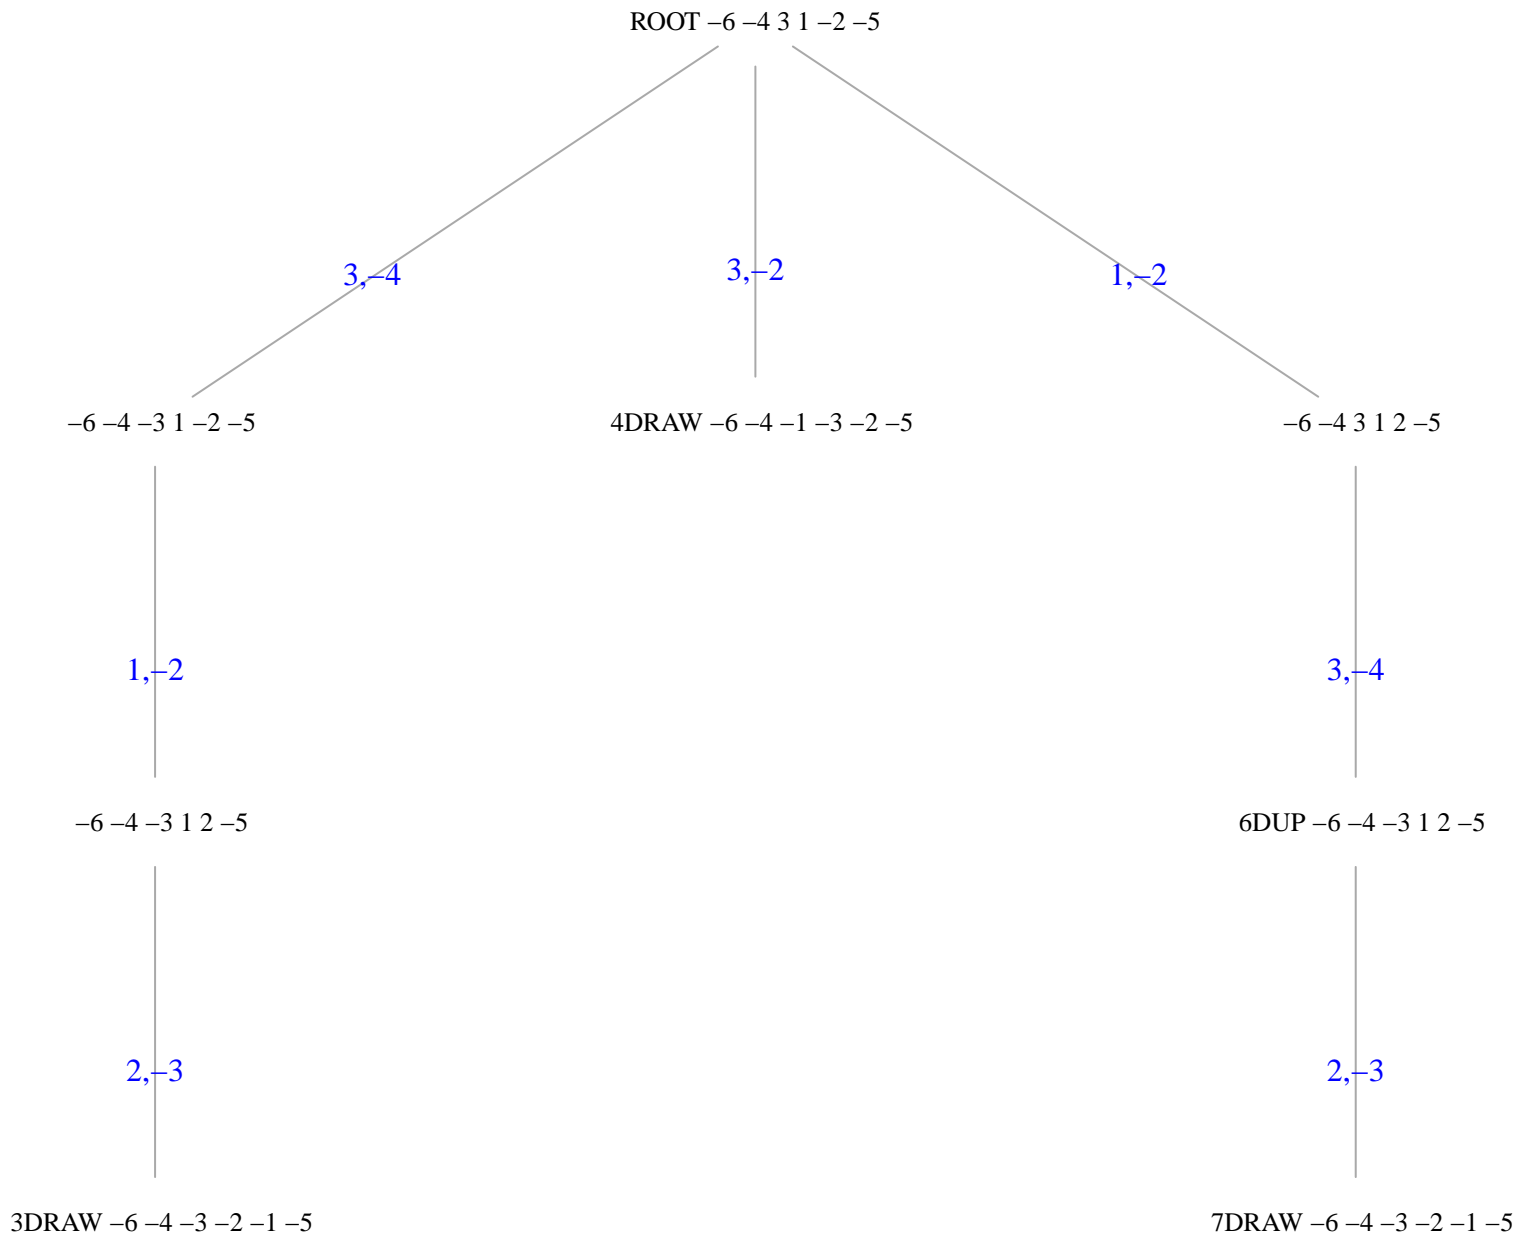 ROOT –6 –4 3 1 –2 –5
3,–4
3,–2
1,–2
–6 –4 –3 1 –2 –5
4DRAW –6 –4 –1 –3 –2 –5
–6 –4 3 1 2 –5
1,–2
3,–4
–6 –4 –3 1 2 –5
6DUP –6 –4 –3 1 2 –5
2,–3
2,–3
3DRAW –6 –4 –3 –2 –1 –5
7DRAW –6 –4 –3 –2 –1 –5